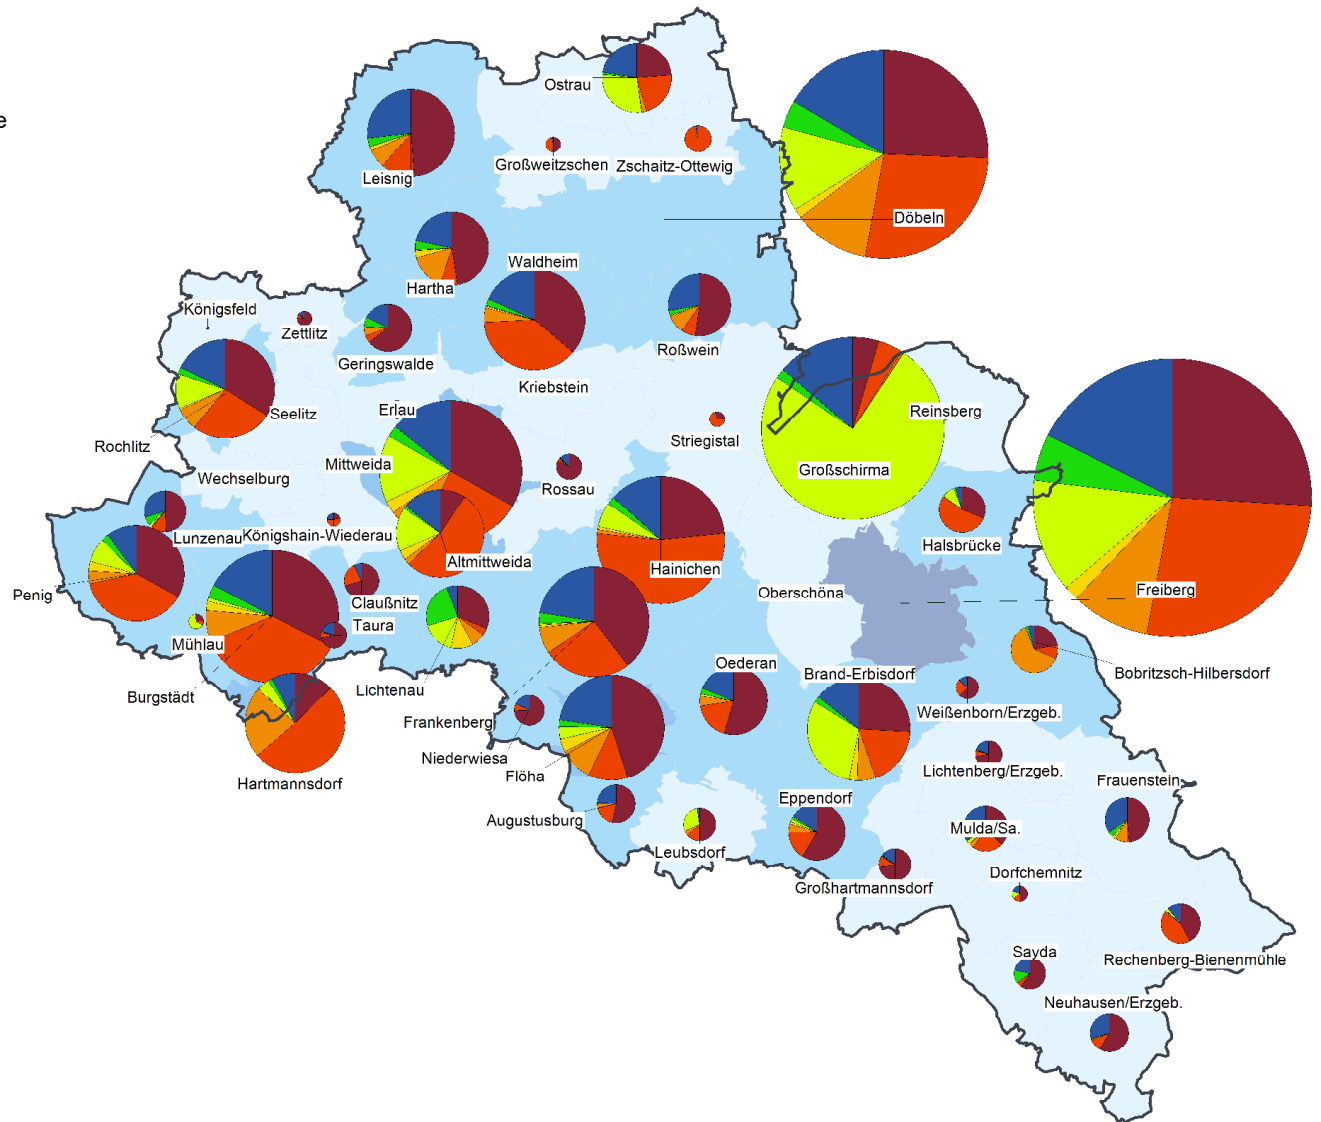 e
Ostrau
Großweitzschen
Zschaitz-Ottewig
Leisnig
Döbeln
Waldheim
Hartha
Königsfeld
Zettlitz
Geringswalde
Roßwein
Kriebstein
Seelitz
Erlau
Reinsberg
Rochlitz
Striegistal
Mittweida
Großschirma
Wechselburg
Rossau
Lunzenau
Königshain-Wiederau
Halsbrücke
Altmittweida
Hainichen
Penig
Oberschöna
Freiberg
Claußnitz
Taura
Mühlau
Burgstädt
Lichtenau
Oederan
Brand-Erbisdorf
Bobritzsch-Hilbersdorf
Weißenborn/Erzgeb.
Frankenberg
Niederwiesa
Flöha
Hartmannsdorf
Lichtenberg/Erzgeb.
Frauenstein
Eppendorf
Augustusburg
Mulda/Sa.
Leubsdorf
Großhartmannsdorf
Dorfchemnitz
Sayda
Rechenberg-Bienenmühle
Neuhausen/Erzgeb.